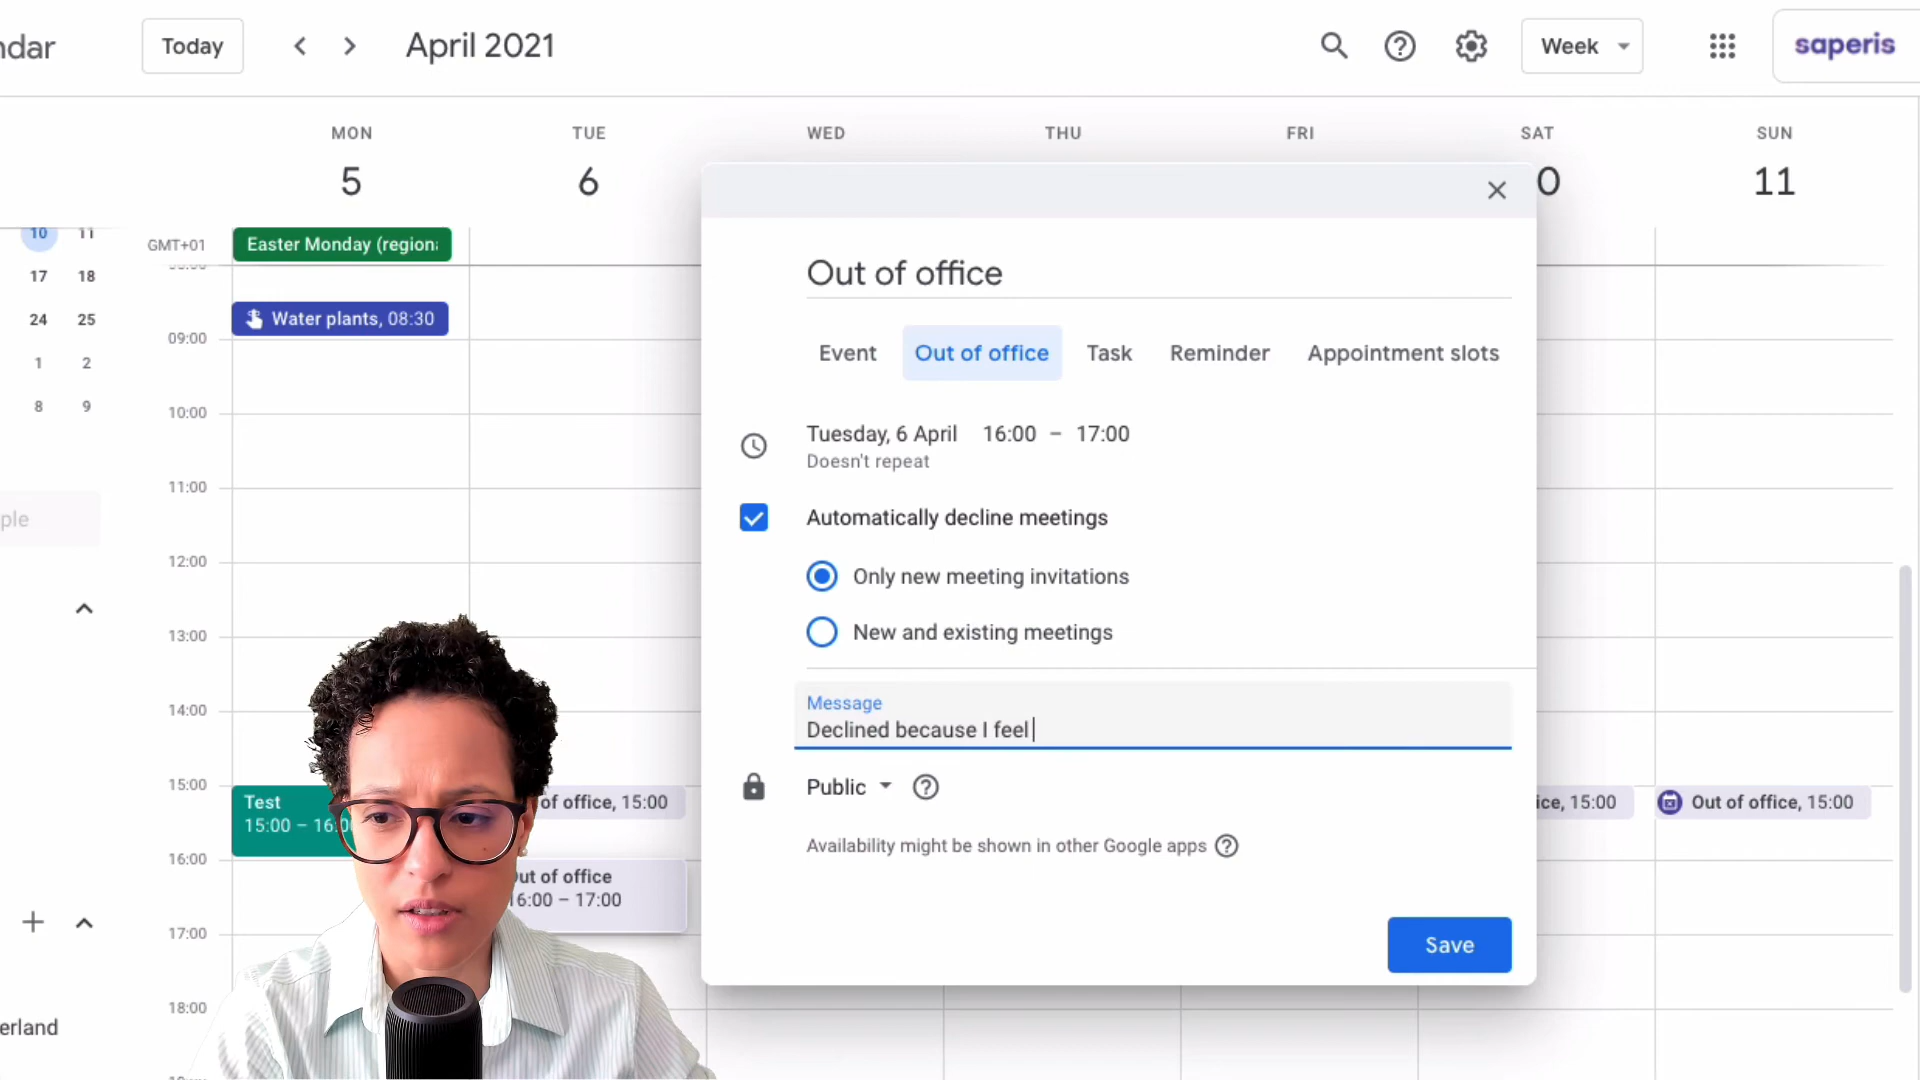 ndar
Today
April 2021
Week
saperis
MON
TUE
WED
THU
FRI
SAT
SUN
5
6
0
11
10 11
17 18
24 25
1 2
8 9
ple
erland
GMT+01
Easter Monday (regiona
Water plants, 08:30
09:00
10:00
11:00
12:00
13:00
14:00
15:00
16:00
17:00
18:00
Test
15:00 – 16:0
of office, 15:00
ut of office
16:00 – 17:00
Out of office
Event Out of office Task Reminder Appointment slots
Tuesday, 6 April 16:00 – 17:00
Doesn't repeat
Automatically decline meetings
Only new meeting invitations
New and existing meetings
Message
Declined because I feel
Public
Availability might be shown in other Google apps
Save
ice, 15:00
Out of office, 15:00